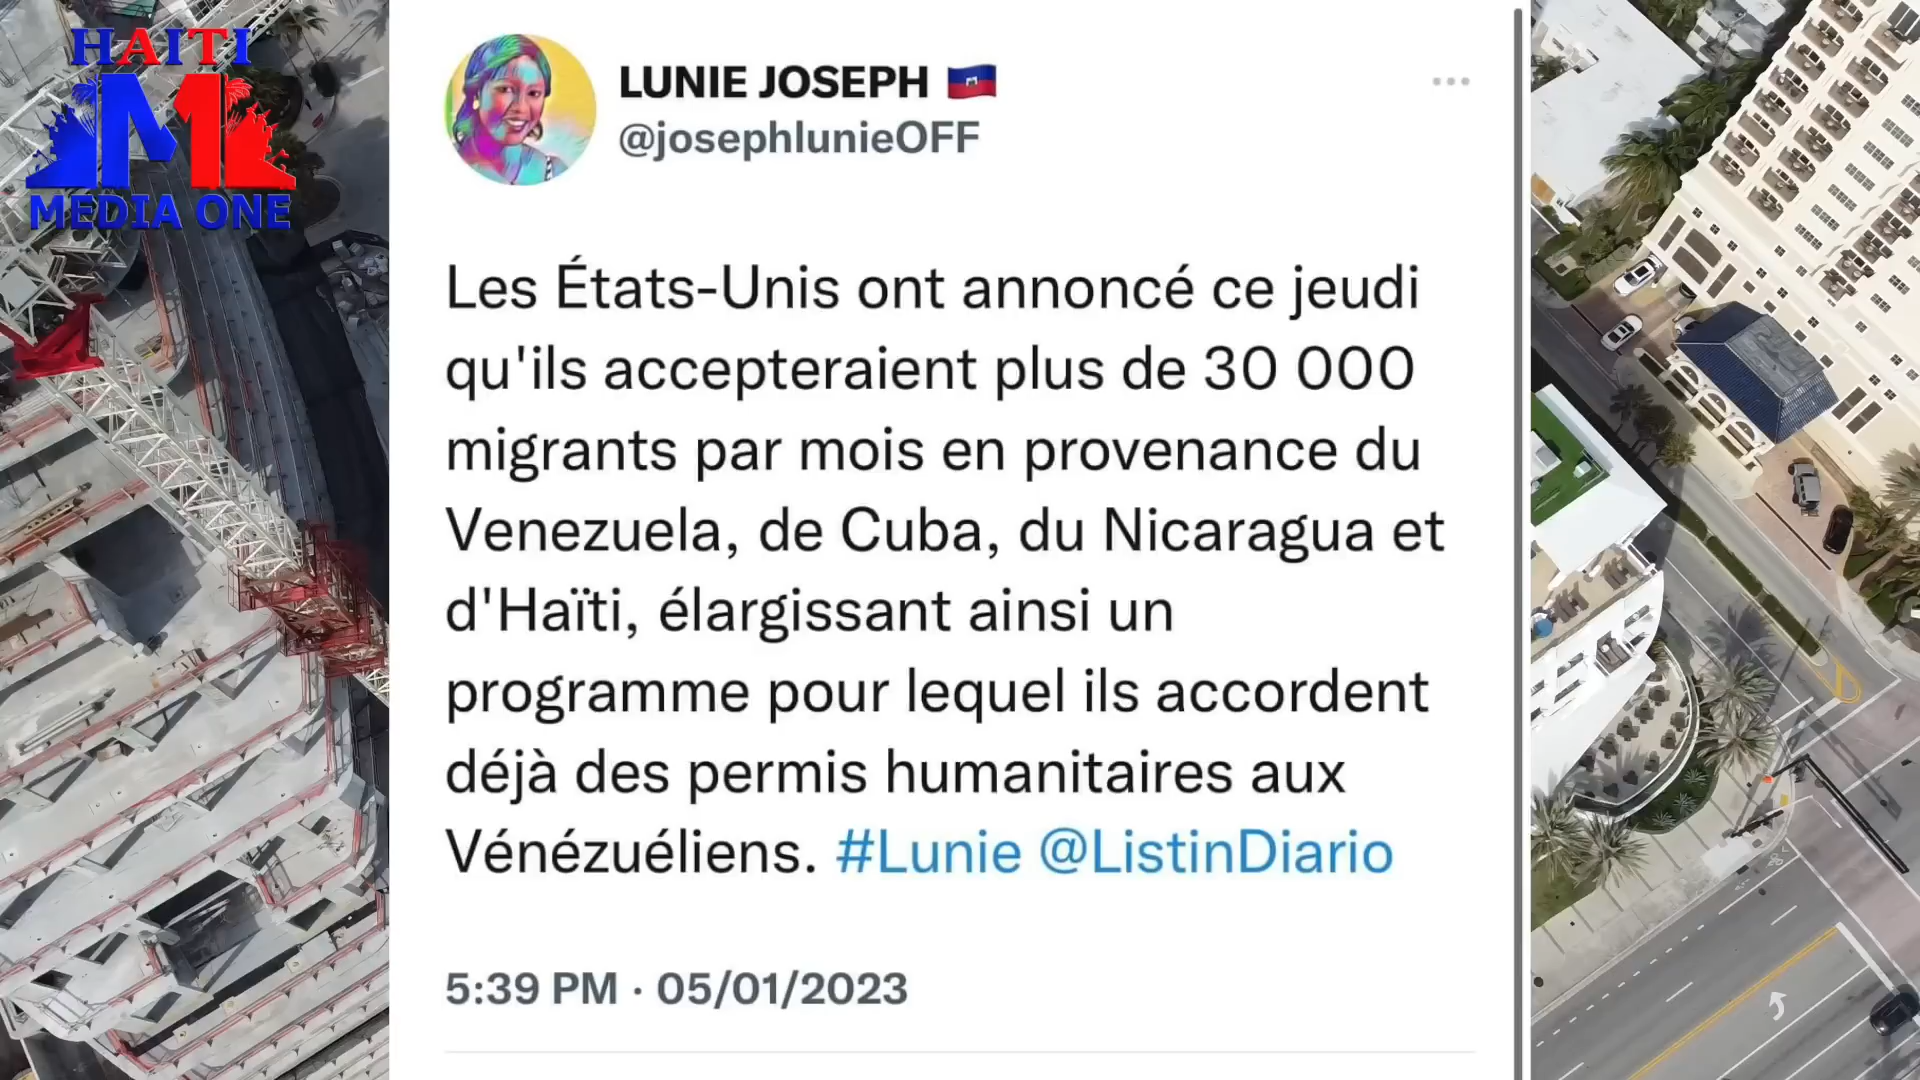 HAITI
M1
MEDIA ONE
LUNIE JOSEPH
@josephlunieOFF
Les États-Unis ont annoncé ce jeudi
qu'ils accepteraient plus de 30 000
migrants par mois en provenance du
Venezuela, de Cuba, du Nicaragua et
d'Haïti, élargissant ainsi un
programme pour lequel ils accordent
déjà des permis humanitaires aux
Vénézuéliens. #Lunie @ListinDiario
5:39 PM · 05/01/2023